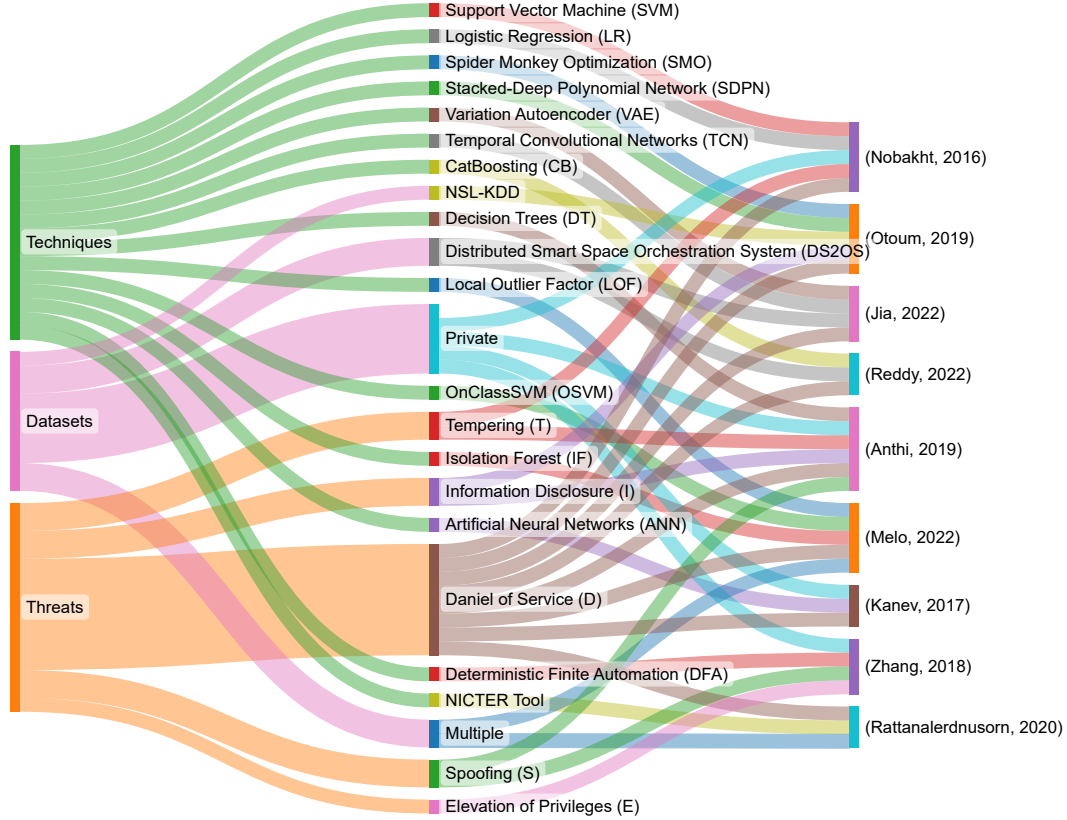 Techniques
Datasets
Threats
Support Vector Machine (SVM)
Logistic Regression (LR)
Spider Monkey Optimization (SMO)
Stacked-Deep Polynomial Network (SDPN)
Variation Autoencoder (VAE)
Temporal Convolutional Networks (TCN)
CatBoosting (CB)
NSL-KDD
Decision Trees (DT)
Distributed Smart Space Orchestration System (DS2OS)
Local Outlier Factor (LOF)
Private
OnClassSVM (OSVM)
Tempering (T)
Isolation Forest (IF)
Information Disclosure (I)
Artificial Neural Networks (ANN)
Daniel of Service (D)
Deterministic Finite Automation (DFA)
NICTER Tool
Multiple
Spoofing (S)
Elevation of Privileges (E)
(Nobakht, 2016)
(Otoum, 2019)
(Jia, 2022)
(Reddy, 2022)
(Anthi, 2019)
(Melo, 2022)
(Kanev, 2017)
(Zhang, 2018)
(Rattanalerdnusorn, 2020)